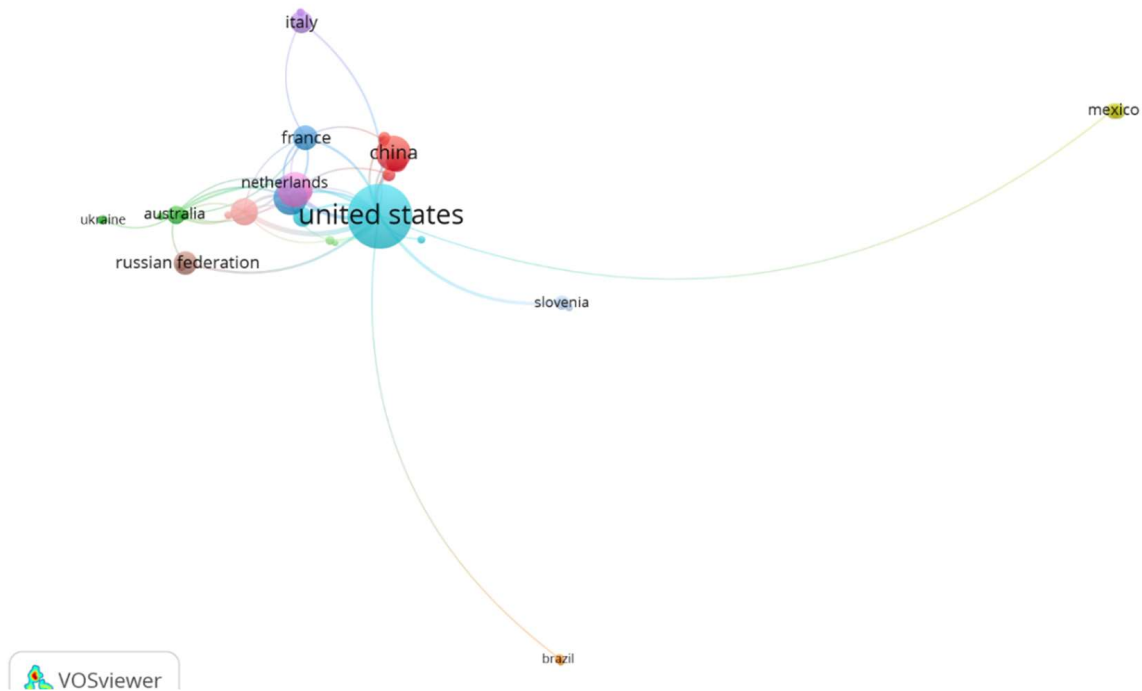 italy
mexico
france
china
netherlands
ukraine
australia
united states
russian federation
slovenia
brazil
VOSviewer